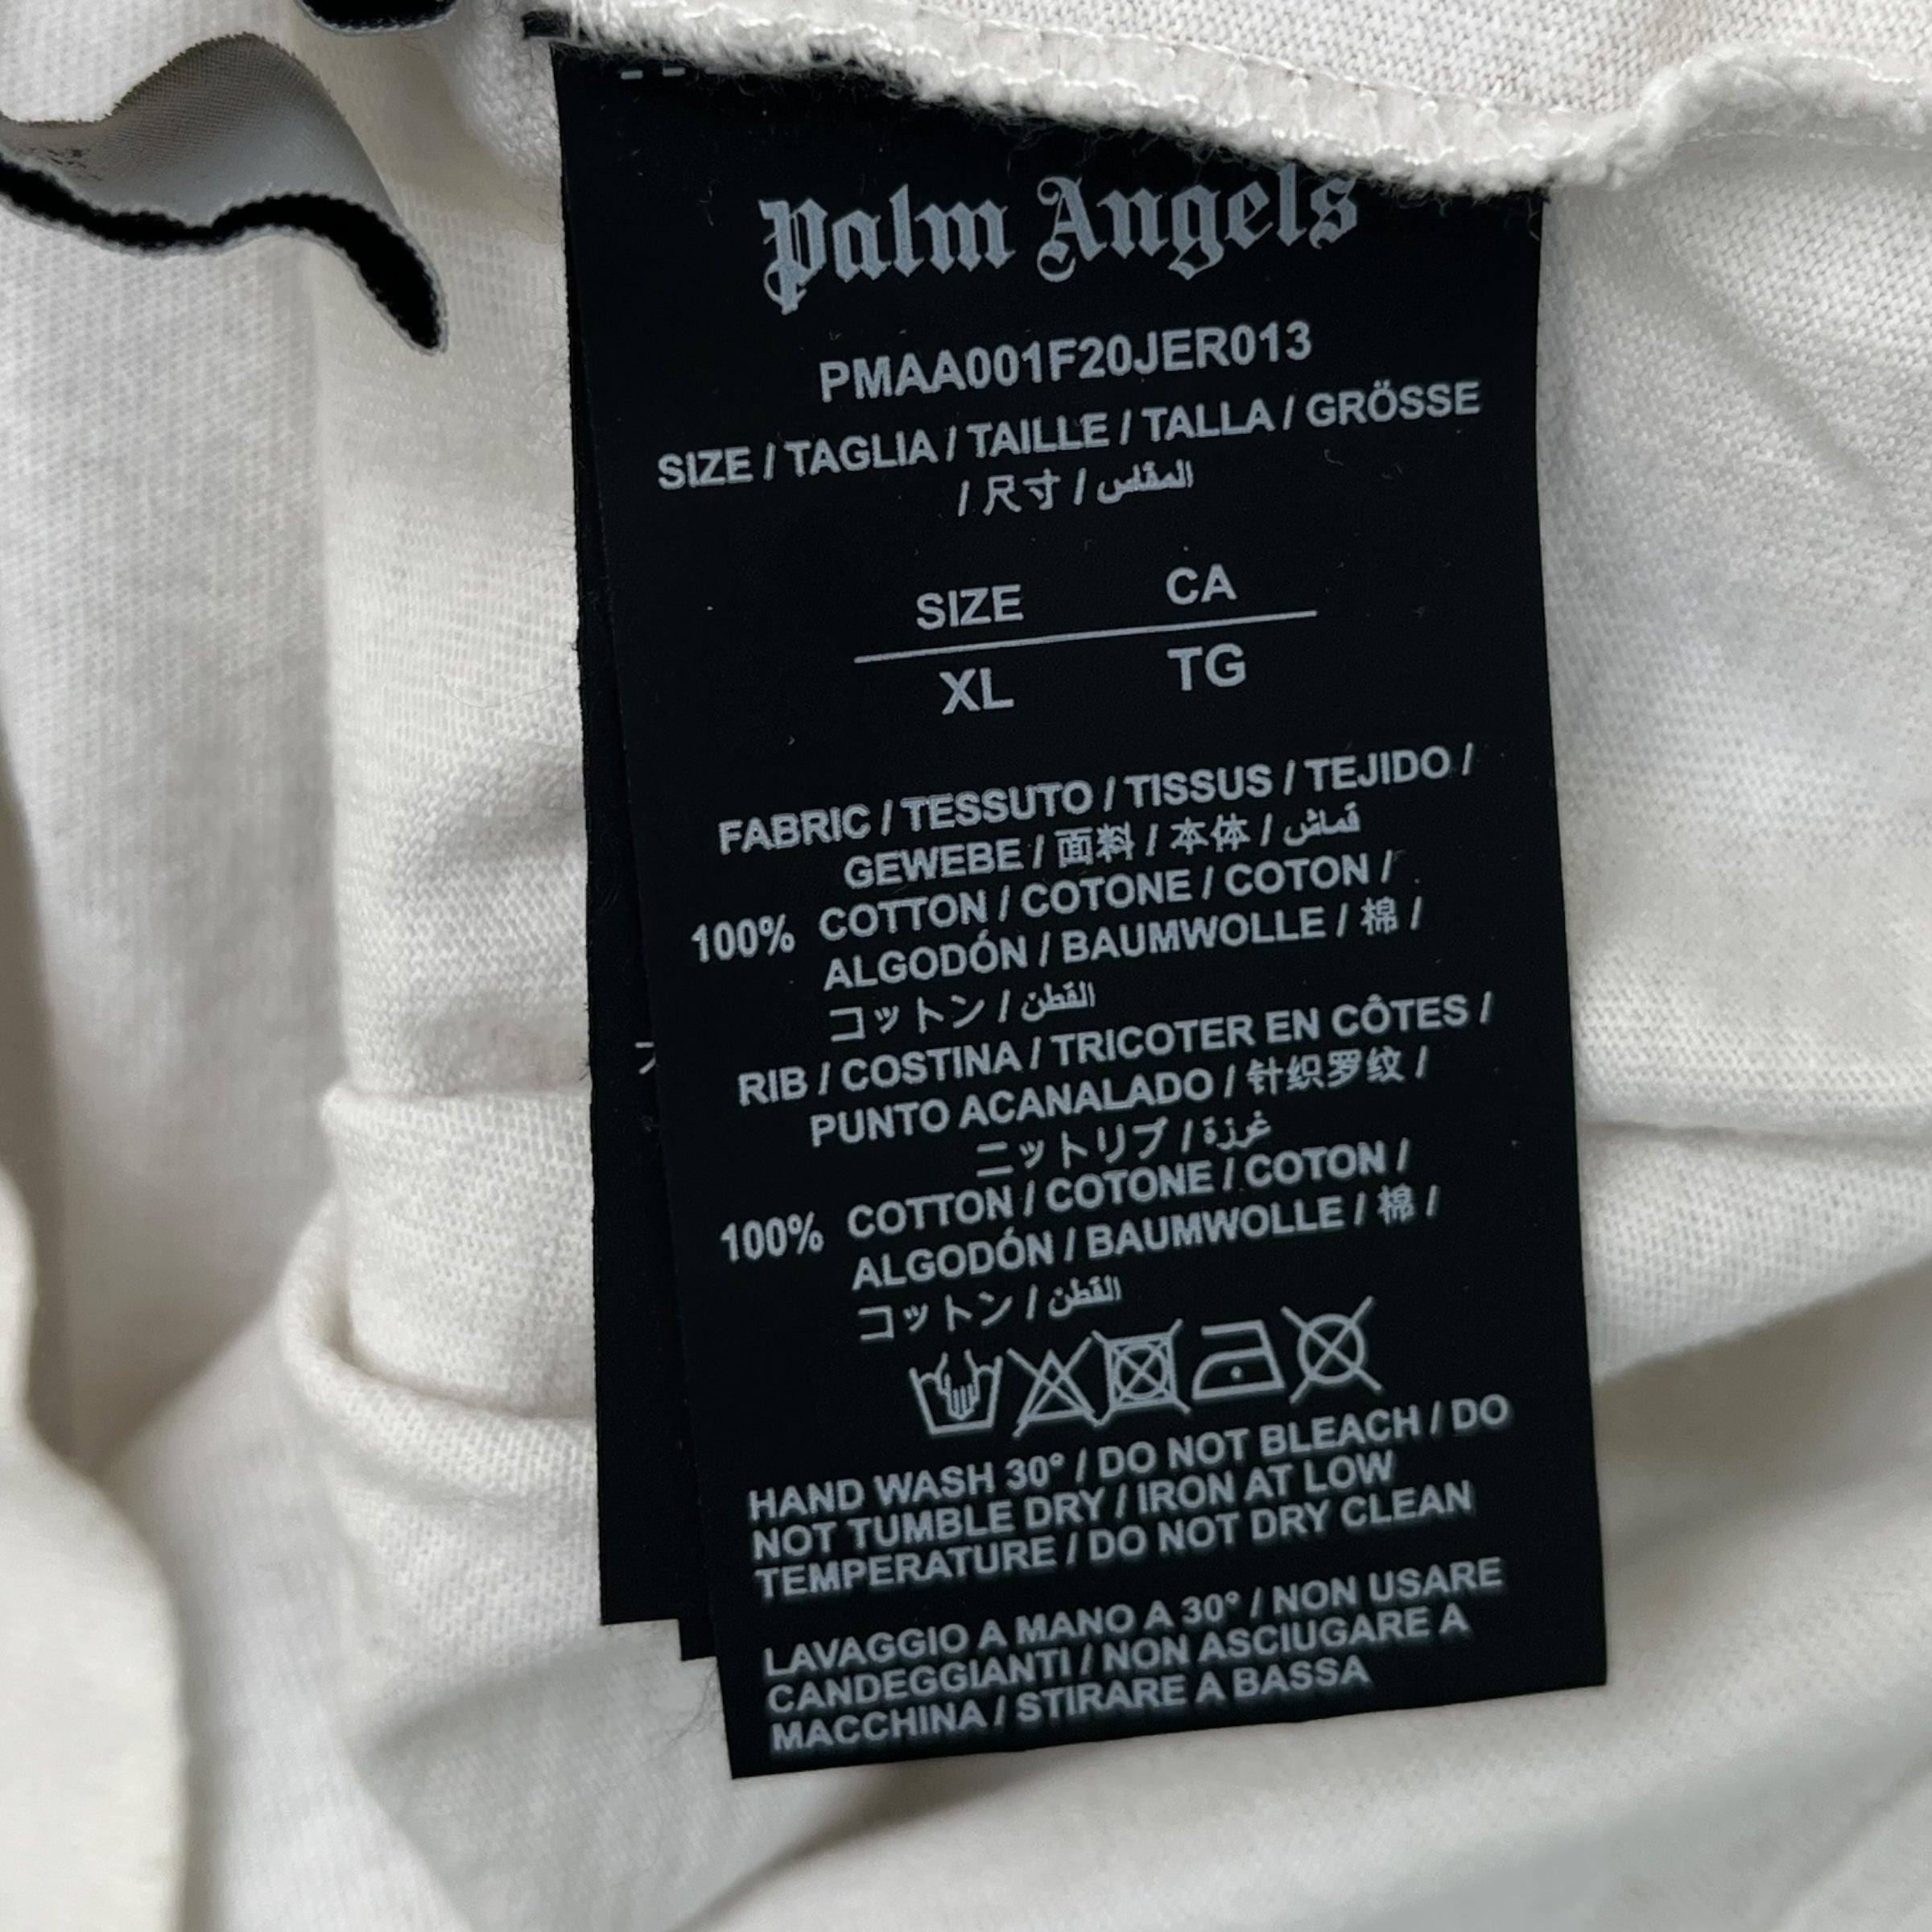 Palm Angels
PMAA001F20JER013
SIZE / TAGLIA / TAILLE / TALLA / GRÖSSE
/ 尺寸 / المقاس
SIZE CA
XL TG
FABRIC / TESSUTO / TISSUS / TEJIDO /
GEWEBE / 面料 / 本体 / قماش
100% COTTON / COTONE / COTON /
ALGODÓN / BAUMWOLLE / 棉 /
コットン / القطن
RIB / COSTINA / TRICOTER EN CÔTES /
PUNTO ACANALADO / 针织罗纹 /
ニットリブ / غرزة
100% COTTON / COTONE / COTON /
ALGODÓN / BAUMWOLLE / 棉 /
コットン / القطن
HAND WASH 30° / DO NOT BLEACH / DO
NOT TUMBLE DRY / IRON AT LOW
TEMPERATURE / DO NOT DRY CLEAN
LAVAGGIO A MANO A 30° / NON USARE
CANDEGGIANTI / NON ASCIUGARE A
MACCHINA / STIRARE A BASSA